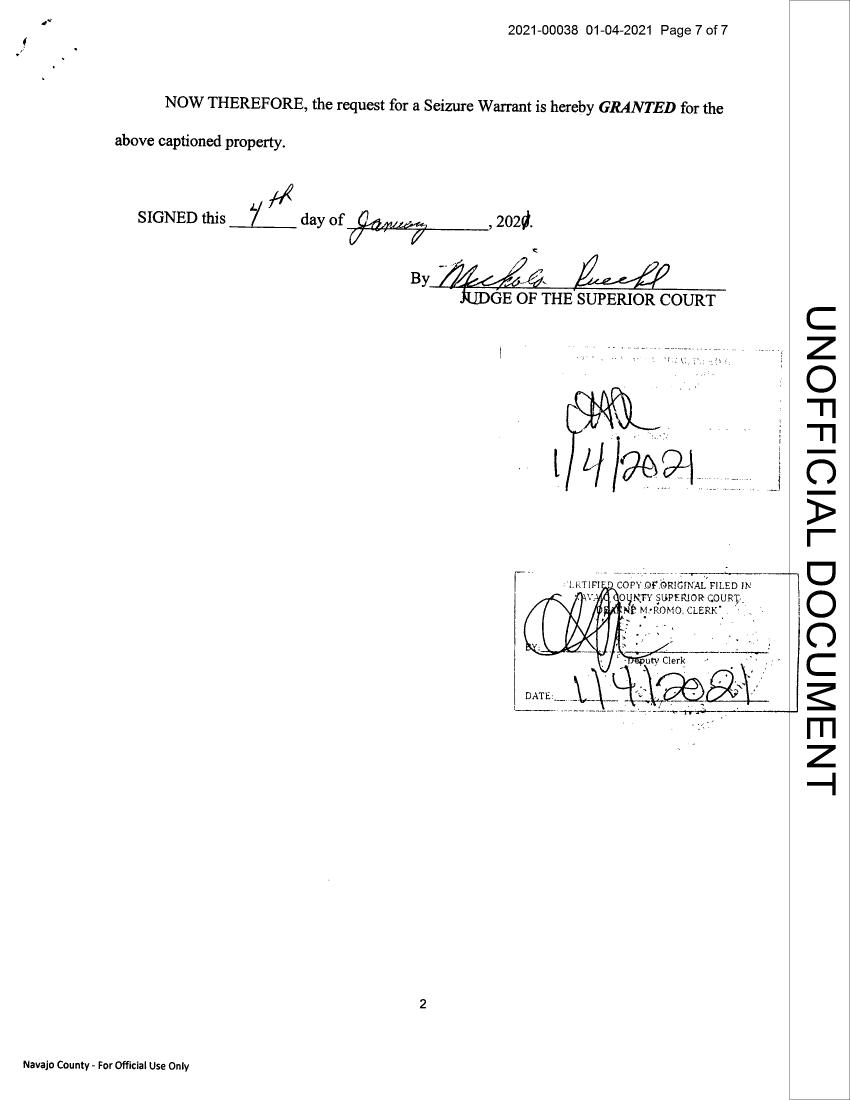 2021-00038 01-04-2021 Page 7 of 7
NOW THEREFORE, the request for a Seizure Warrant is hereby GRANTED for the
above captioned property.
SIGNED this 4th day of January, 2021.
By
JUDGE OF THE SUPERIOR COURT
1/4/2021
CERTIFIED COPY OF ORIGINAL FILED IN
NAVAJO COUNTY SUPERIOR COURT
DEANNE M. ROMO, CLERK
BY:
Deputy Clerk
DATE: 1/4/2021
UNOFFICIAL DOCUMENT
2
Navajo County - For Official Use Only